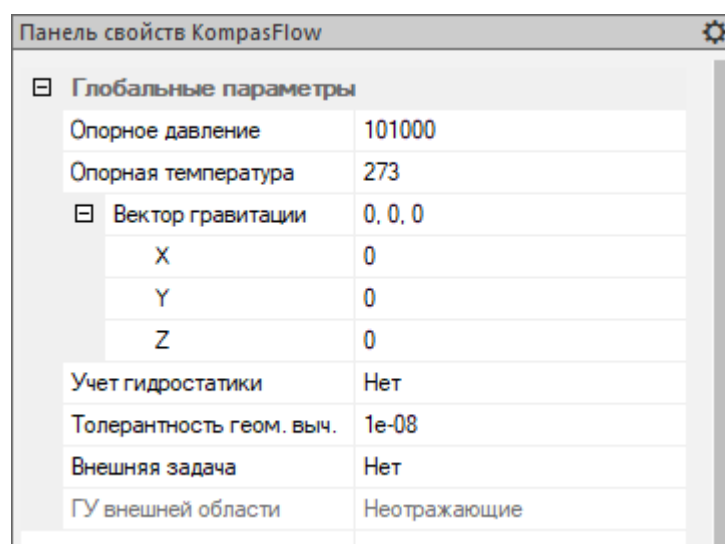 Панель свойств KompasFlow
Глобальные параметры
Опорное давление 101000
Опорная температура 273
Вектор гравитации 0, 0, 0
X 0
Y 0
Z 0
Учет гидростатики Нет
Толерантность геом. выч. 1e-08
Внешняя задача Нет
ГУ внешней области Неотражающие